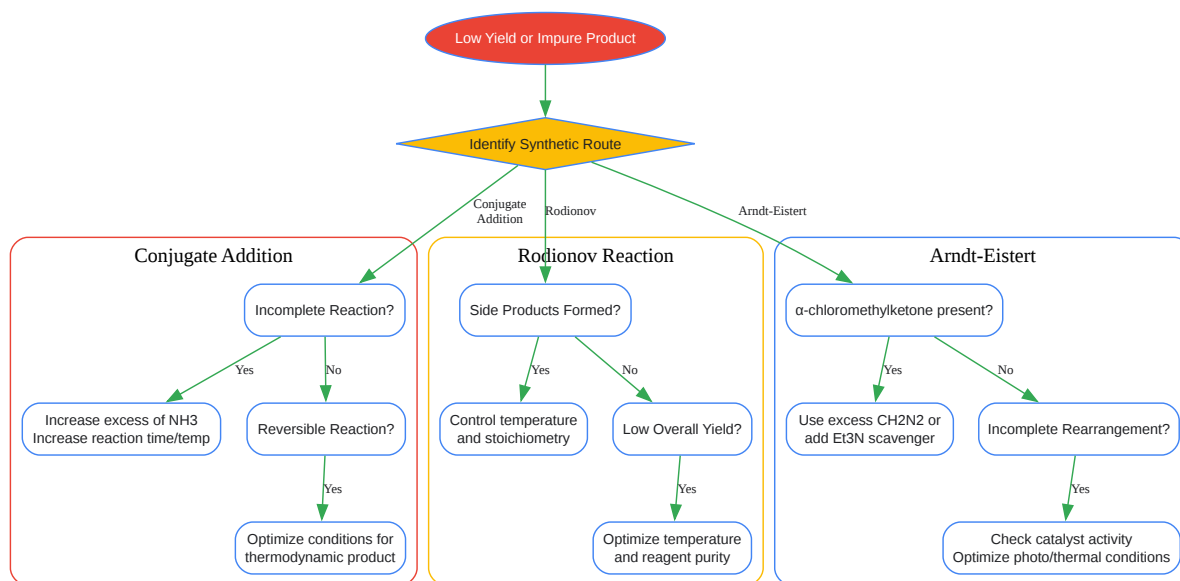 Low Yield or Impure Product
Identify Synthetic Route
Conjugate
Addition
Rodionov
Arndt-Eistert
Conjugate Addition
Rodionov Reaction
Arndt-Eistert
Incomplete Reaction?
Side Products Formed?
α-chloromethylketone present?
Yes
No
Yes
No
Yes
No
Increase excess of NH3
Increase reaction time/temp
Reversible Reaction?
Control temperature
and stoichiometry
Low Overall Yield?
Use excess CH2N2 or
add Et3N scavenger
Incomplete Rearrangement?
Yes
Yes
Yes
Optimize conditions for
thermodynamic product
Optimize temperature
and reagent purity
Check catalyst activity
Optimize photo/thermal conditions